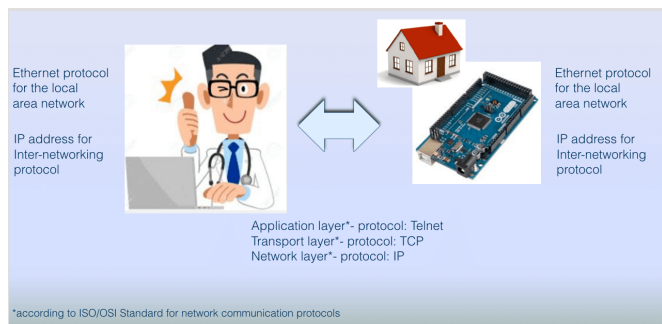 Ethernet protocol
for the local
area network
IP address for
Inter-networking
protocol
Ethernet protocol
for the local
area network
IP address for
Inter-networking
protocol
Application layer*- protocol: Telnet
Transport layer*- protocol: TCP
Network layer*- protocol: IP
*according to ISO/OSI Standard for network communication protocols